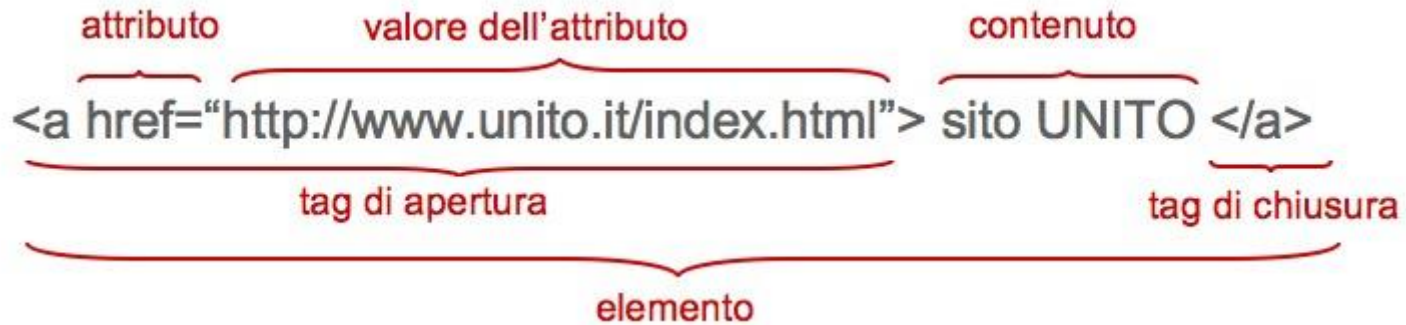 attributo valore dell'attributo contenuto
<a href=“http://www.unito.it/index.html”> sito UNITO </a>
tag di apertura tag di chiusura
elemento